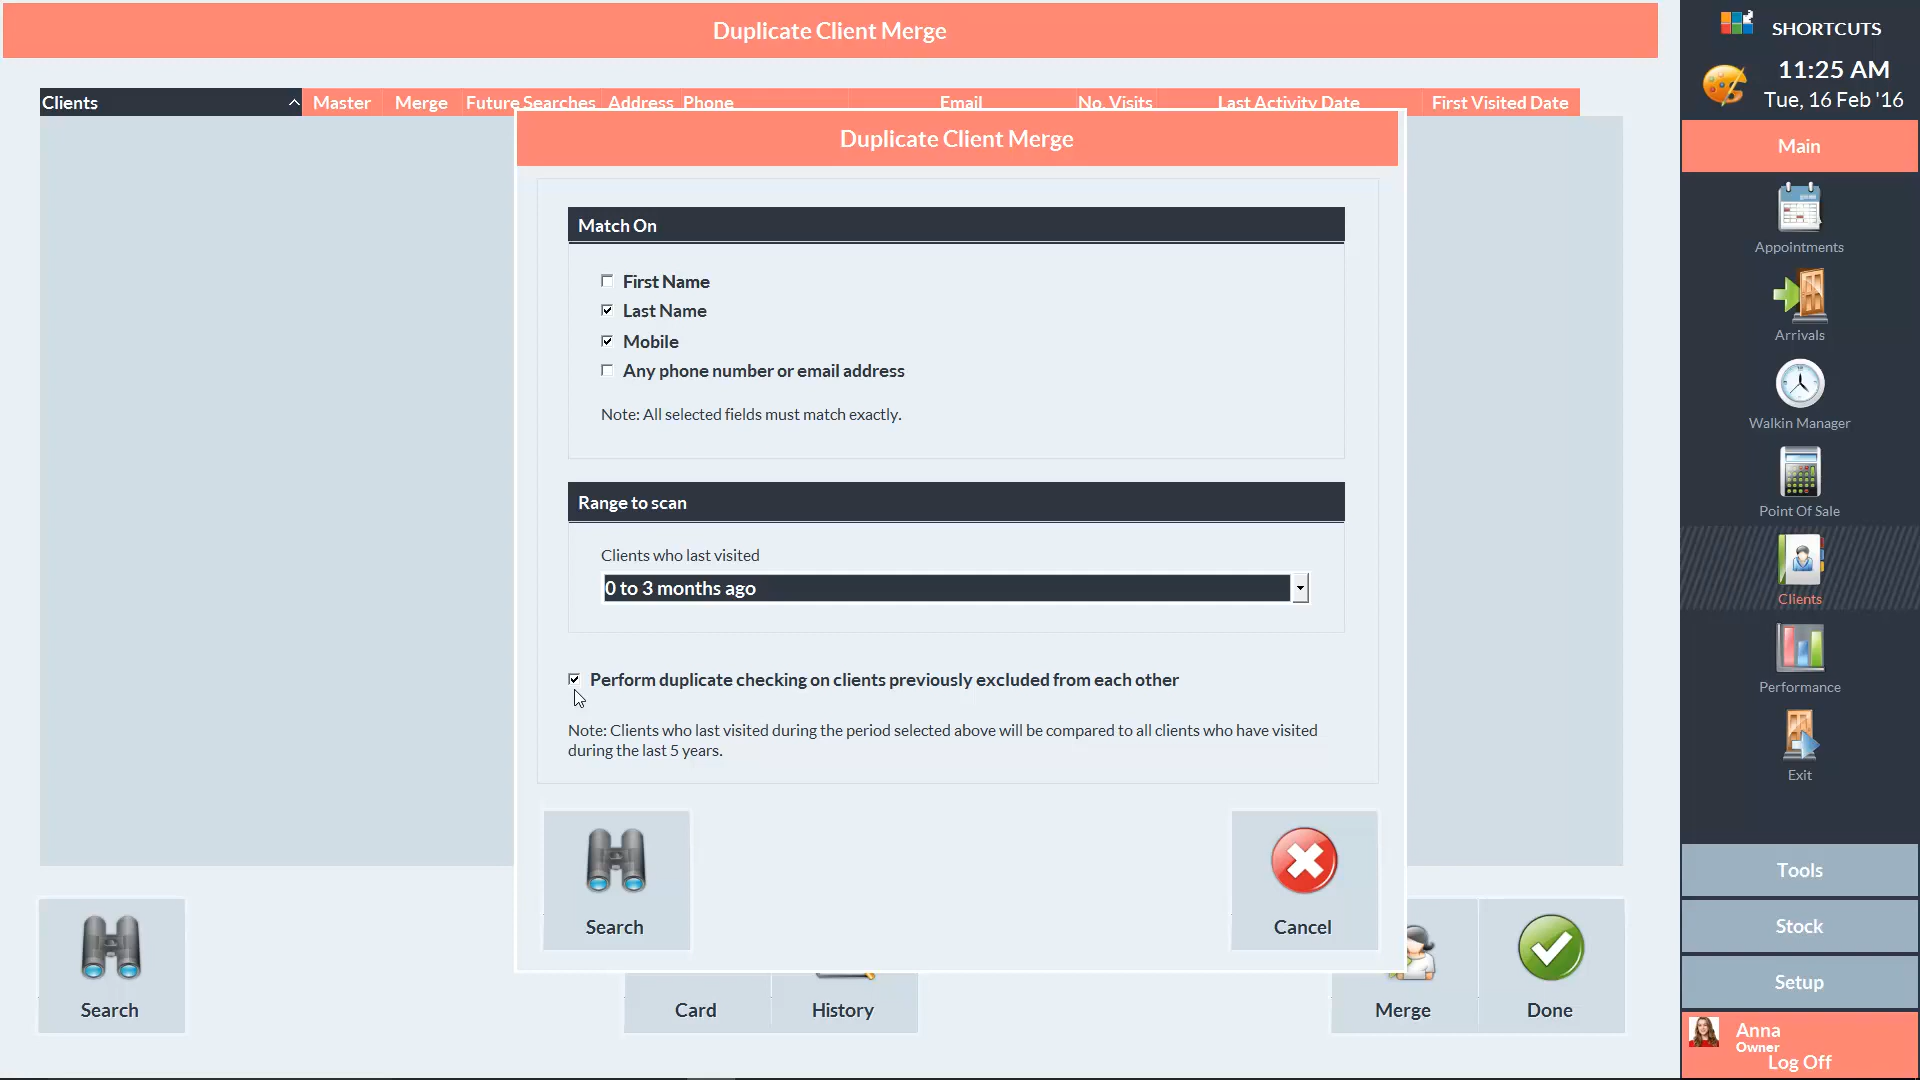 Duplicate Client Merge
SHORTCUTS
11:25 AM
Tue, 16 Feb '16
Clients Master Merge Future Searches Address Phone Email No. Visits Last Activity Date First Visited Date
Duplicate Client Merge
Match On
First Name
Last Name
Mobile
Any phone number or email address
Note: All selected fields must match exactly.
Range to scan
Clients who last visited
0 to 3 months ago
Perform duplicate checking on clients previously excluded from each other
Note: Clients who last visited during the period selected above will be compared to all clients who have visited
during the last 5 years.
Search
Cancel
Search
Card
History
Merge
Done
Main
Appointments
Arrivals
Walkin Manager
Point Of Sale
Clients
Performance
Exit
Tools
Stock
Setup
Anna
Owner
Log Off